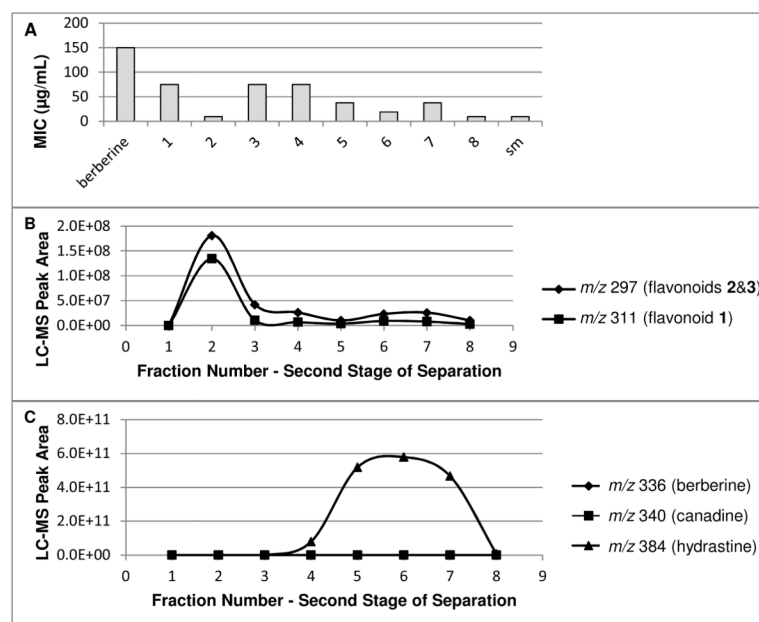 A
MIC (µg/mL)
200
150
100
50
0
berberine 1 2 3 4 5 6 7 8 sm
B
LC-MS Peak Area
2.0E+08
1.5E+08
1.0E+08
5.0E+07
0.0E+00
0 1 2 3 4 5 6 7 8 9
Fraction Number - Second Stage of Separation
m/z 297 (flavonoids 2&3)
m/z 311 (flavonoid 1)
C
LC-MS Peak Area
8.0E+11
6.0E+11
4.0E+11
2.0E+11
0.0E+00
0 1 2 3 4 5 6 7 8 9
Fraction Number - Second Stage of Separation
m/z 336 (berberine)
m/z 340 (canadine)
m/z 384 (hydrastine)